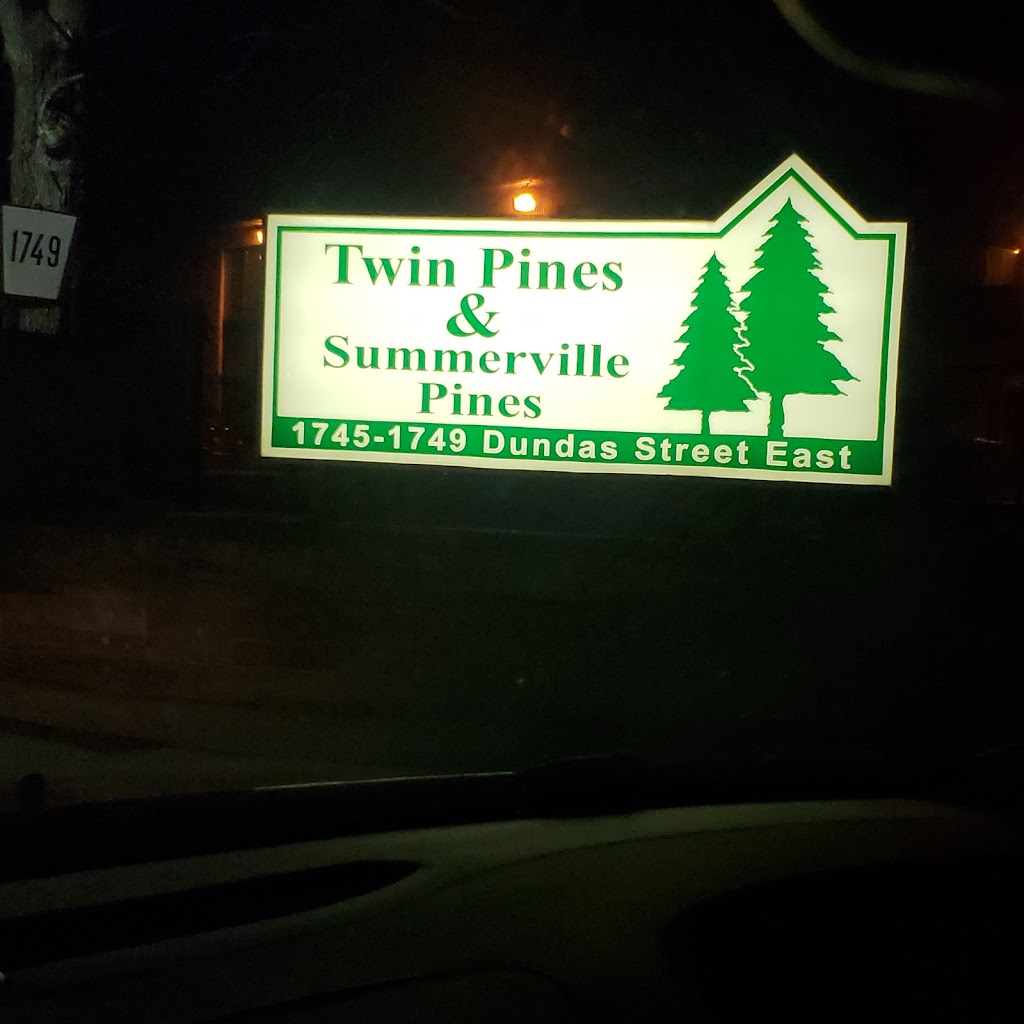 1749
Twin Pines
&
Summerville
Pines
1745-1749 Dundas Street East